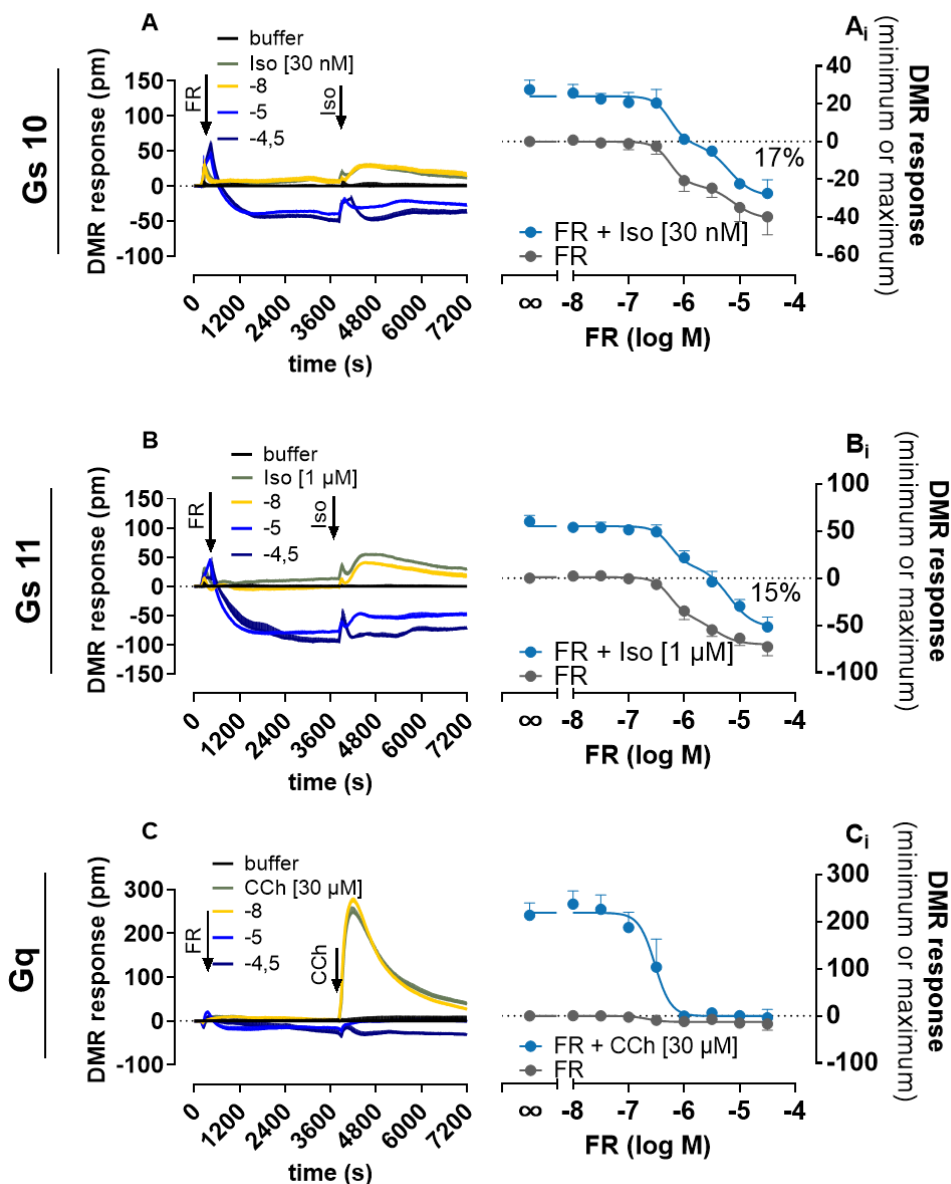 Gs 10
A
DMR response (pm)
150
100
50
0
-50
-100
FR
Iso
buffer
Iso [30 nM]
-8
-5
-4,5
0
1200
2400
3600
4800
6000
7200
time (s)
Ai
DMR response
(minimum or maximum)
40
20
0
-20
-40
-60
17%
FR + Iso [30 nM]
FR
∞ -8 -7 -6 -5 -4
FR (log M)
Gs 11
B
DMR response (pm)
150
100
50
0
-50
-100
-150
FR
Iso
buffer
Iso [1 µM]
-8
-5
-4,5
0
1200
2400
3600
4800
6000
7200
time (s)
Bi
DMR response
(minimum or maximum)
100
50
0
-50
-100
15%
FR + Iso [1 µM]
FR
∞ -8 -7 -6 -5 -4
FR (log M)
Gq
C
DMR response (pm)
300
200
100
0
-100
FR
CCh
buffer
CCh [30 µM]
-8
-5
-4,5
0
1200
2400
3600
4800
6000
7200
time (s)
Ci
DMR response
(minimum or maximum)
300
200
100
0
-100
FR + CCh [30 µM]
FR
∞ -8 -7 -6 -5 -4
FR (log M)